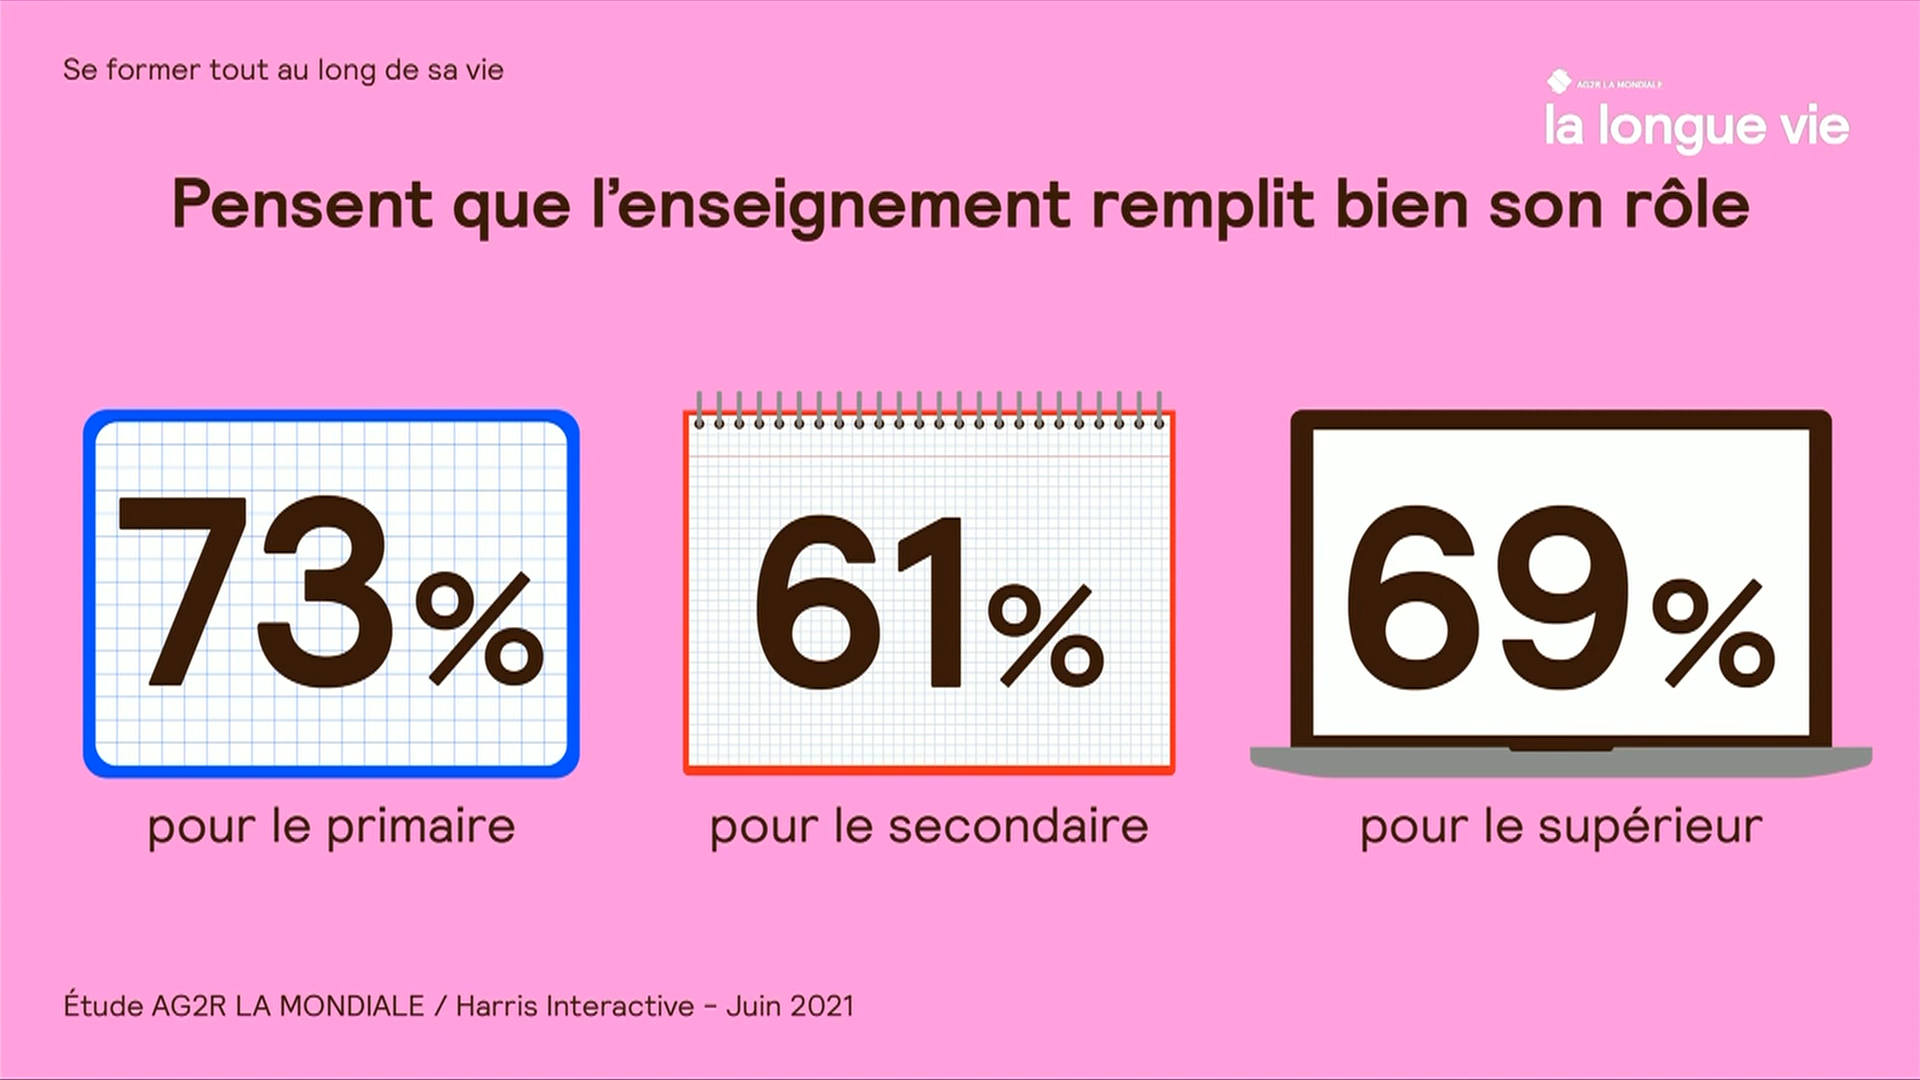 Se former tout au long de sa vie
AG2R LA MONDIALE
la longue vie
Pensent que l’enseignement remplit bien son rôle
73%
61%
69%
pour le primaire
pour le secondaire
pour le supérieur
Étude AG2R LA MONDIALE / Harris Interactive – Juin 2021